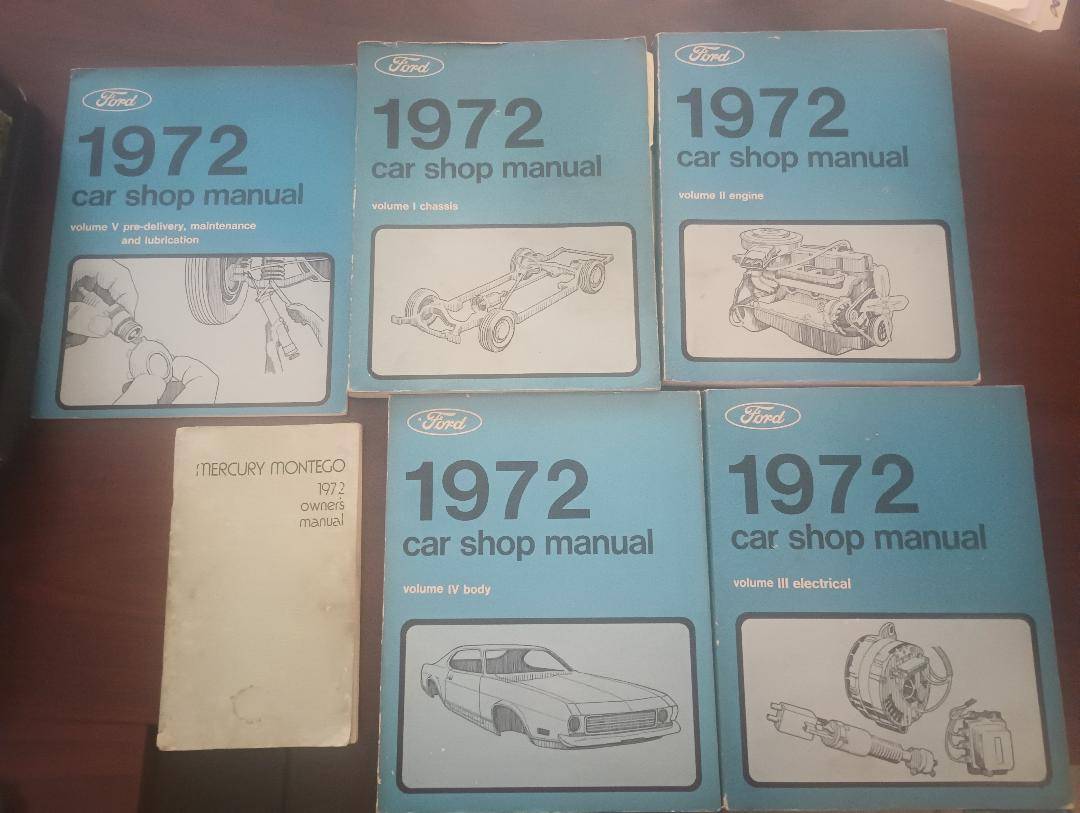 Ford
1972
car shop manual
volume V pre-delivery, maintenance
and lubrication
Ford
1972
car shop manual
volume I chassis
Ford
1972
car shop manual
volume II engine
MERCURY MONTEGO
1972
owner's
manual
Ford
1972
car shop manual
volume IV body
Ford
1972
car shop manual
volume III electrical